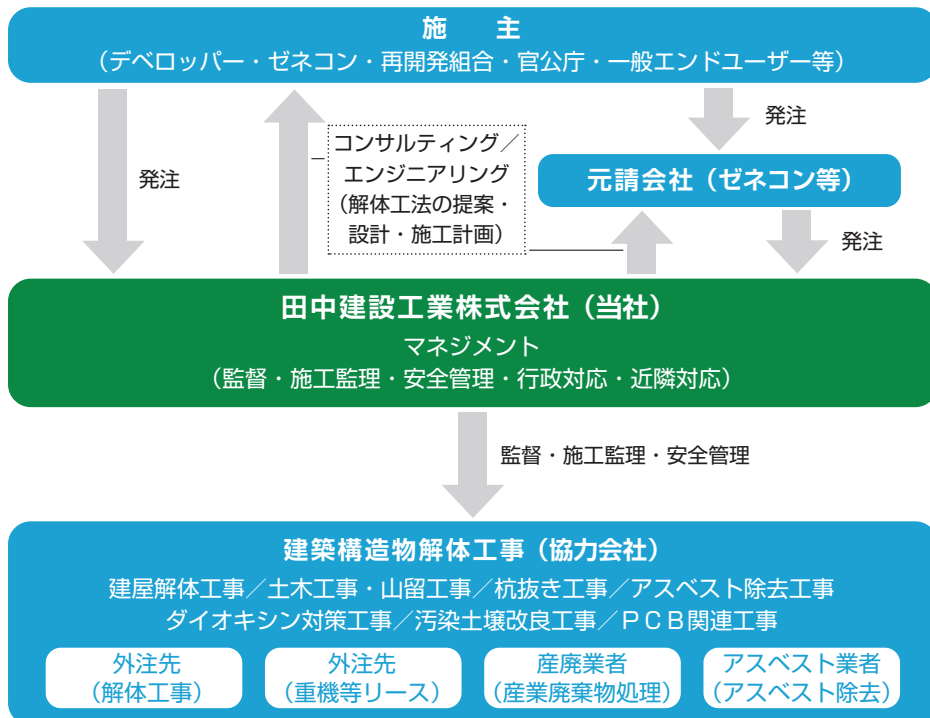 施　主
（デベロッパー・ゼネコン・再開発組合・官公庁・一般エンドユーザー等）
発注
コンサルティング／
エンジニアリング
（解体工法の提案・
設計・施工計画）
発注
元請会社（ゼネコン等）
発注
田中建設工業株式会社（当社）
マネジメント
（監督・施工監理・安全管理・行政対応・近隣対応）
監督・施工監理・安全管理
建築構造物解体工事（協力会社）
建屋解体工事／土木工事・山留工事／杭抜き工事／アスベスト除去工事
ダイオキシン対策工事／汚染土壌改良工事／ＰＣＢ関連工事
外注先
（解体工事）
外注先
（重機等リース）
産廃業者
（産業廃棄物処理）
アスベスト業者
（アスベスト除去）